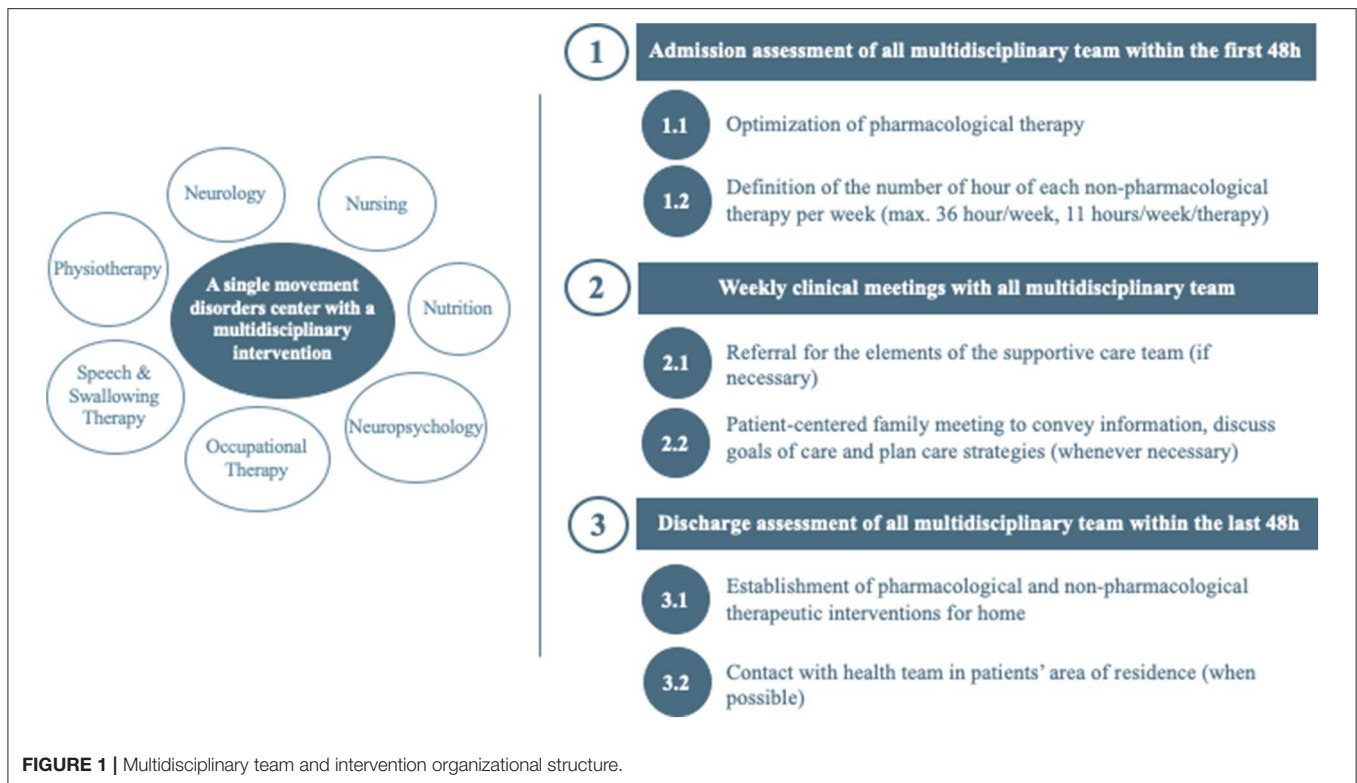 Neurology
Nursing
Physiotherapy
A single movement
disorders center with a
multidisciplinary
intervention
Nutrition
Speech &
Swallowing
Therapy
Neuropsychology
Occupational
Therapy
1
Admission assessment of all multidisciplinary team within the first 48h
1.1
Optimization of pharmacological therapy
1.2
Definition of the number of hour of each non-pharmacological
therapy per week (max. 36 hour/week, 11 hours/week/therapy)
2
Weekly clinical meetings with all multidisciplinary team
2.1
Referral for the elements of the supportive care team (if
necessary)
2.2
Patient-centered family meeting to convey information, discuss
goals of care and plan care strategies (whenever necessary)
3
Discharge assessment of all multidisciplinary team within the last 48h
3.1
Establishment of pharmacological and non-pharmacological
therapeutic interventions for home
3.2
Contact with health team in patients' area of residence (when
possible)
FIGURE 1 | Multidisciplinary team and intervention organizational structure.